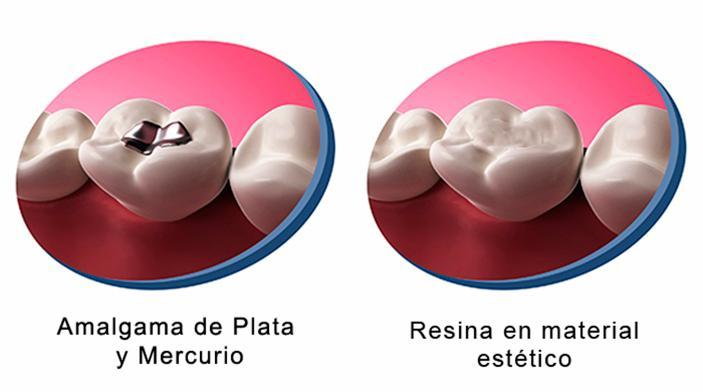 Amalgama de Plata
y Mercurio
Resina en material
estético